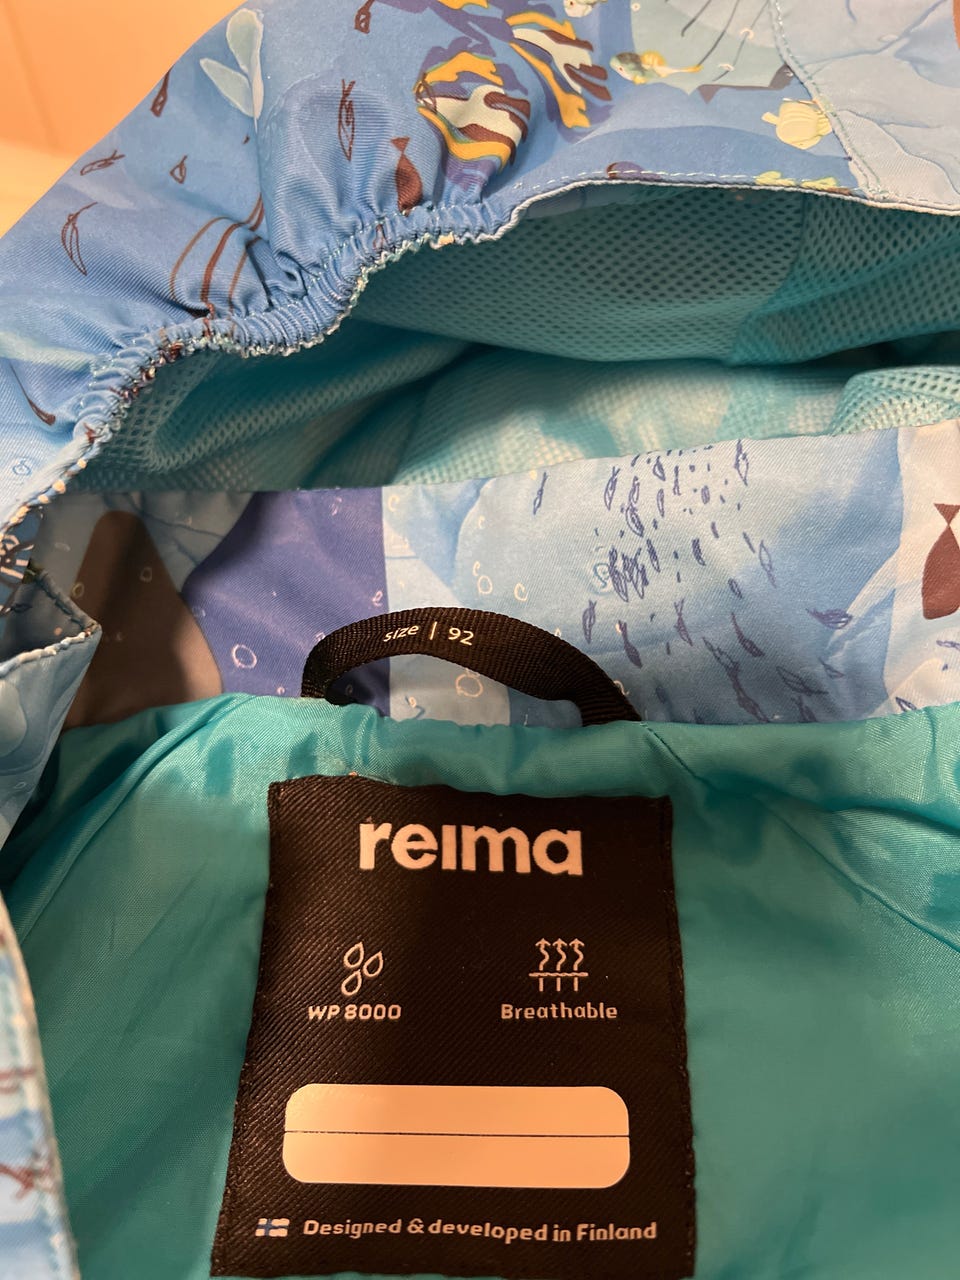 size | 92
reima
WP 8000
Breathable
Designed & developed in Finland